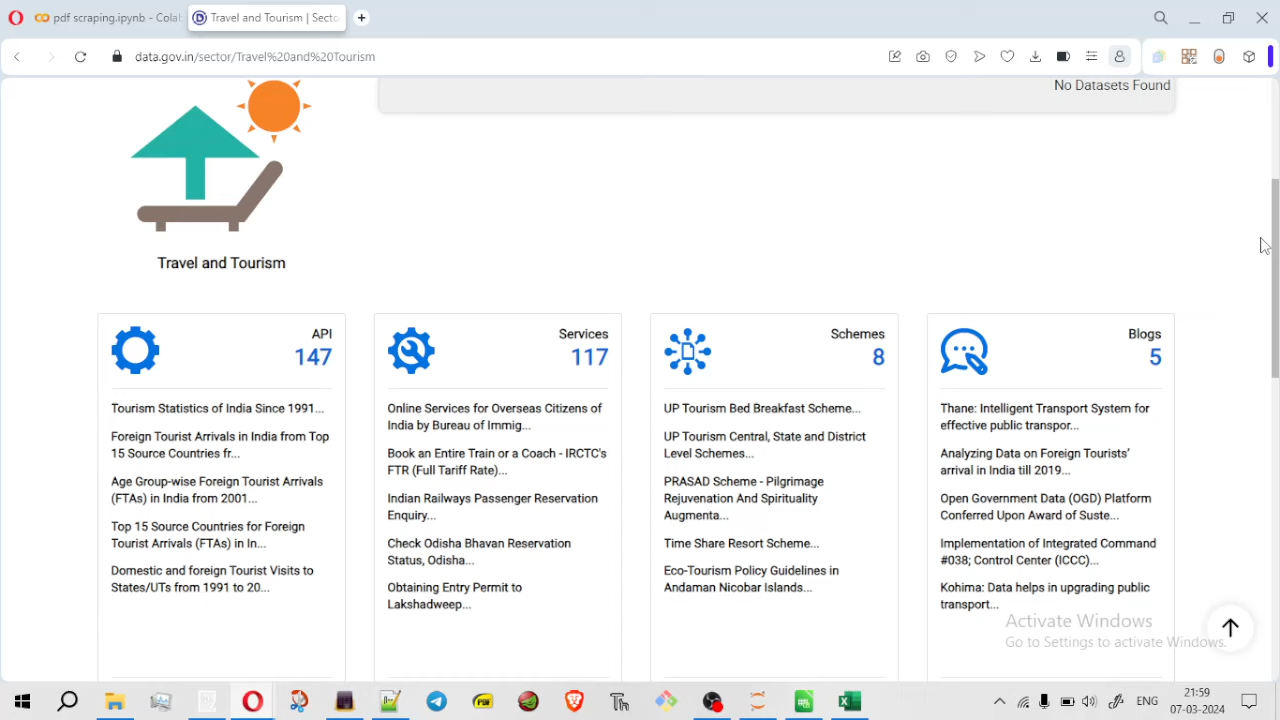 pdf scraping.ipynb - Colab
Travel and Tourism | Secto
data.gov.in/sector/Travel%20and%20Tourism
No Datasets Found
Travel and Tourism
API
147
Tourism Statistics of India Since 1991...
Foreign Tourist Arrivals in India from Top
15 Source Countries fr...
Age Group-wise Foreign Tourist Arrivals
(FTAs) in India from 2001...
Top 15 Source Countries for Foreign
Tourist Arrivals (FTAs) in In...
Domestic and foreign Tourist Visits to
States/UTs from 1991 to 20...
Services
117
Online Services for Overseas Citizens of
India by Bureau of Immig...
Book an Entire Train or a Coach - IRCTC's
FTR (Full Tariff Rate)...
Indian Railways Passenger Reservation
Enquiry...
Check Odisha Bhavan Reservation
Status, Odisha...
Obtaining Entry Permit to
Lakshadweep...
Schemes
8
UP Tourism Bed Breakfast Scheme...
UP Tourism Central, State and District
Level Schemes...
PRASAD Scheme - Pilgrimage
Rejuvenation And Spirituality
Augmenta...
Time Share Resort Scheme...
Eco-Tourism Policy Guidelines in
Andaman Nicobar Islands...
Blogs
5
Thane: Intelligent Transport System for
effective public transpor...
Analyzing Data on Foreign Tourists'
arrival in India till 2019...
Open Government Data (OGD) Platform
Conferred Upon Award of Suste...
Implementation of Integrated Command
#038; Control Center (ICCC)...
Kohima: Data helps in upgrading public
transport...
Activate Windows
Go to Settings to activate Windows.
ENG
21:59
07-03-2024